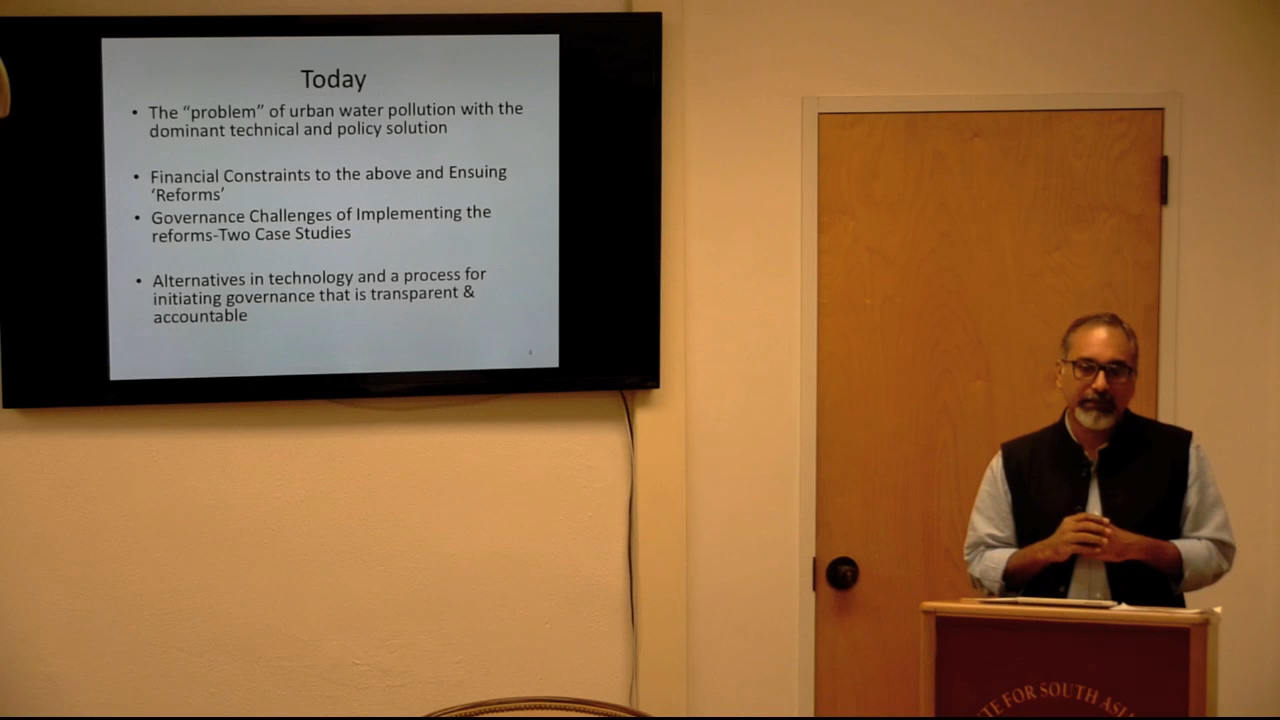 Today
• The “problem” of urban water pollution with the
dominant technical and policy solution
• Financial Constraints to the above and Ensuing
‘Reforms’
• Governance Challenges of Implementing the
reforms-Two Case Studies
• Alternatives in technology and a process for
initiating governance that is transparent &
accountable
FOR SOUTH